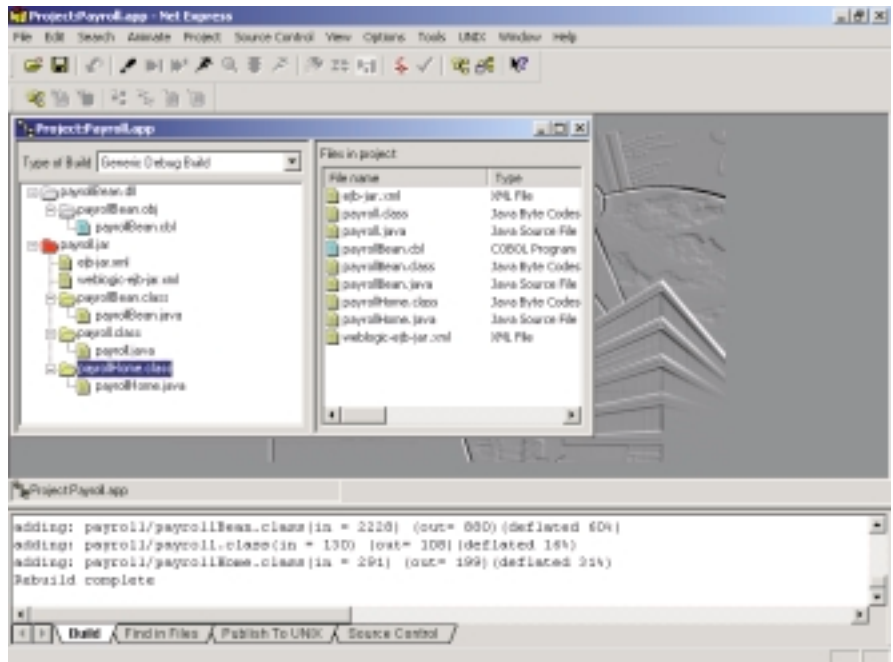 Project:Payroll.app - Net Express
File Edit Search Animate Project Source Control View Options Tools UNIX Window Help
Project:Payroll.app
Type of Build Generic Debug Build
payrollBean.dll
payrollBean.obj
payrollBean.cbl
payroll.jar
ejb-jar.xml
weblogic-ejb-jar.xml
payrollBean.class
payrollBean.java
payroll.class
payroll.java
payrollHome.class
payrollHome.java
Files in project:
File name Type
ejb-jar.xml XML File
payroll.class Java Byte Codes
payroll.java Java Source File
payrollBean.cbl COBOL Program
payrollBean.class Java Byte Codes
payrollBean.java Java Source File
payrollHome.class Java Byte Codes
payrollHome.java Java Source File
weblogic-ejb-jar.xml XML File
Project:Payroll.app
adding: payroll/payrollBean.class(in = 2228) (out= 880)(deflated 60%)
adding: payroll/payroll.class(in = 130) (out= 108)(deflated 16%)
adding: payroll/payrollHome.class(in = 291) (out= 199)(deflated 31%)
Rebuild complete
Build Find in Files Publish To UNIX Source Control